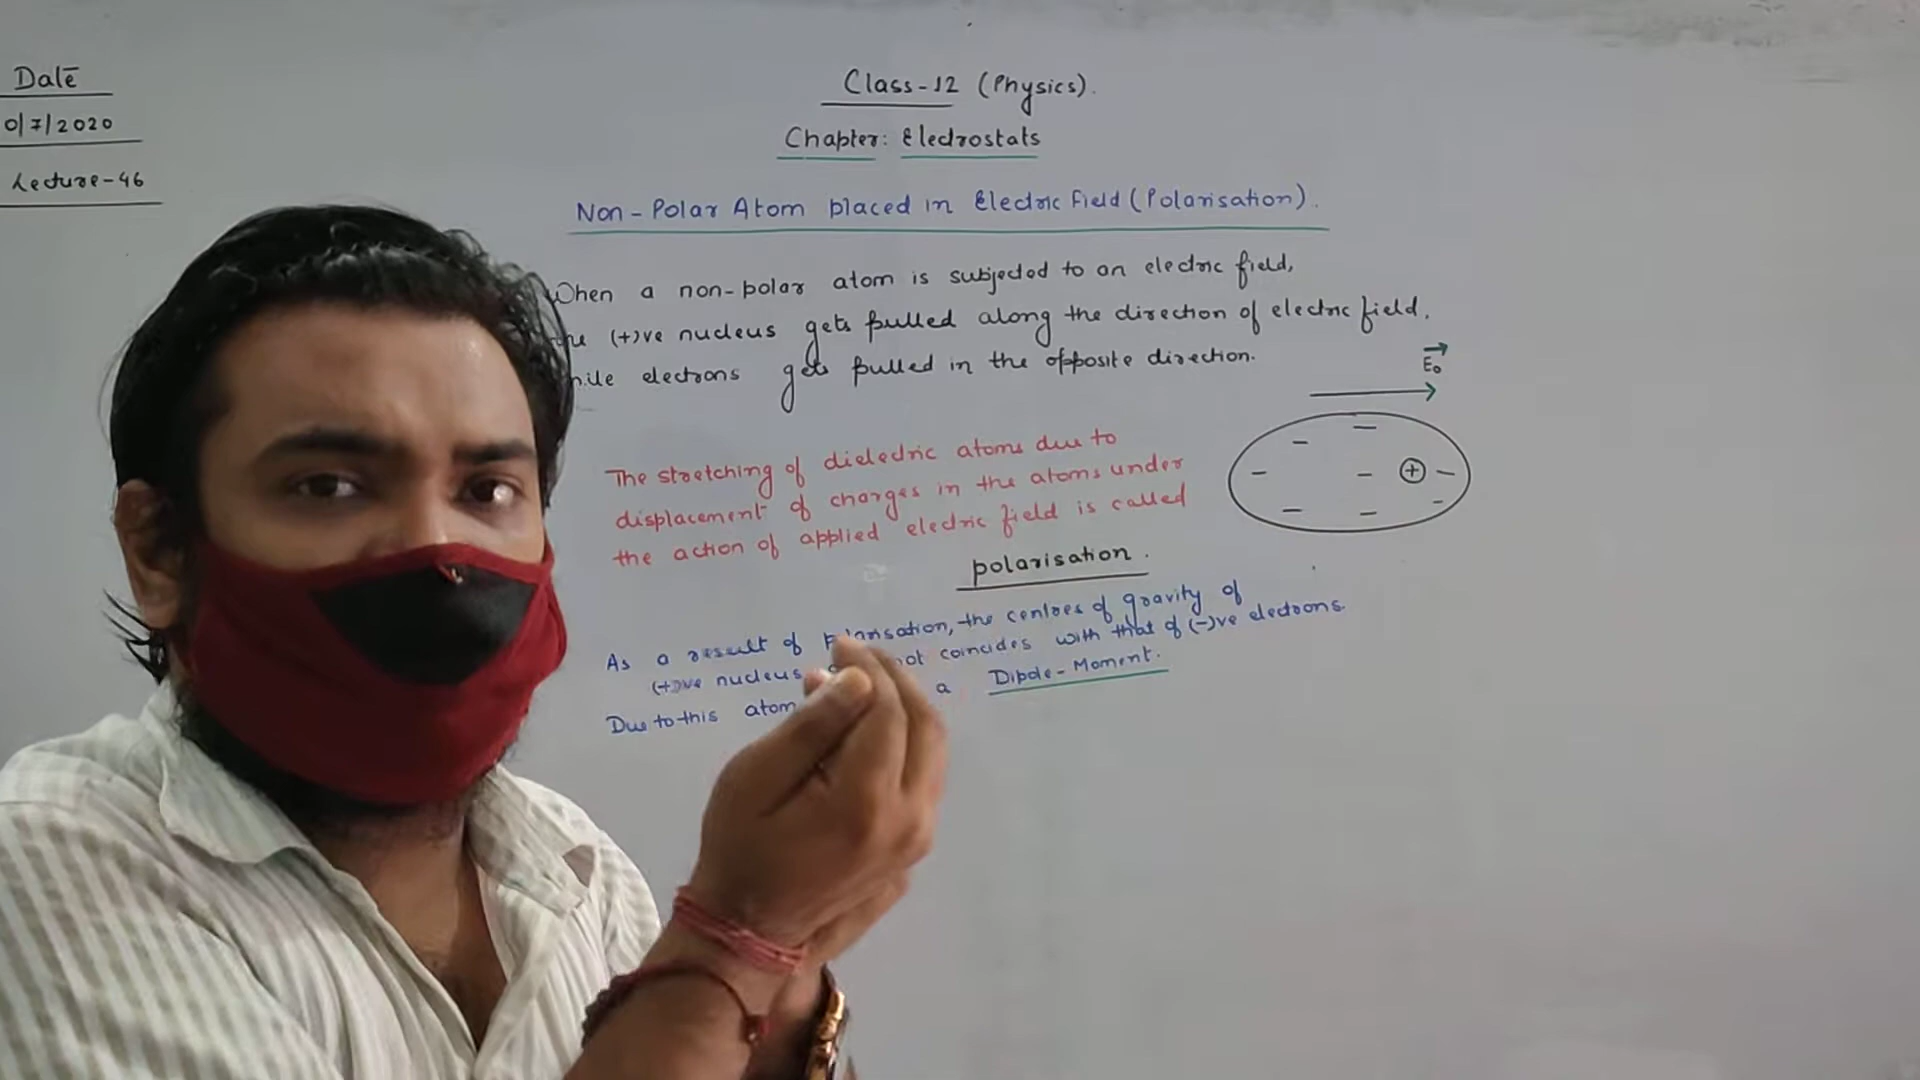 Date
0/7/2020
Lecture-46
Class-12 (Physics).
Chapter: Electrostats
Non-Polar Atom placed in Electric Field (Polarisation).
When a non-polar atom is subjected to an electric field,
(+)ve nucleus gets pulled along the direction of electric field,
electrons gets pulled in the opposite direction.
E₀
The stretching of dielectric atoms due to
displacement of charges in the atoms under
the action of applied electric field is called
polarisation.
As a result of polarisation, the centres of gravity of
(+)ve nucleus not coincides with that of (-)ve electrons.
Due to this atom a Dipole-Moment.
− − − − + − − − −